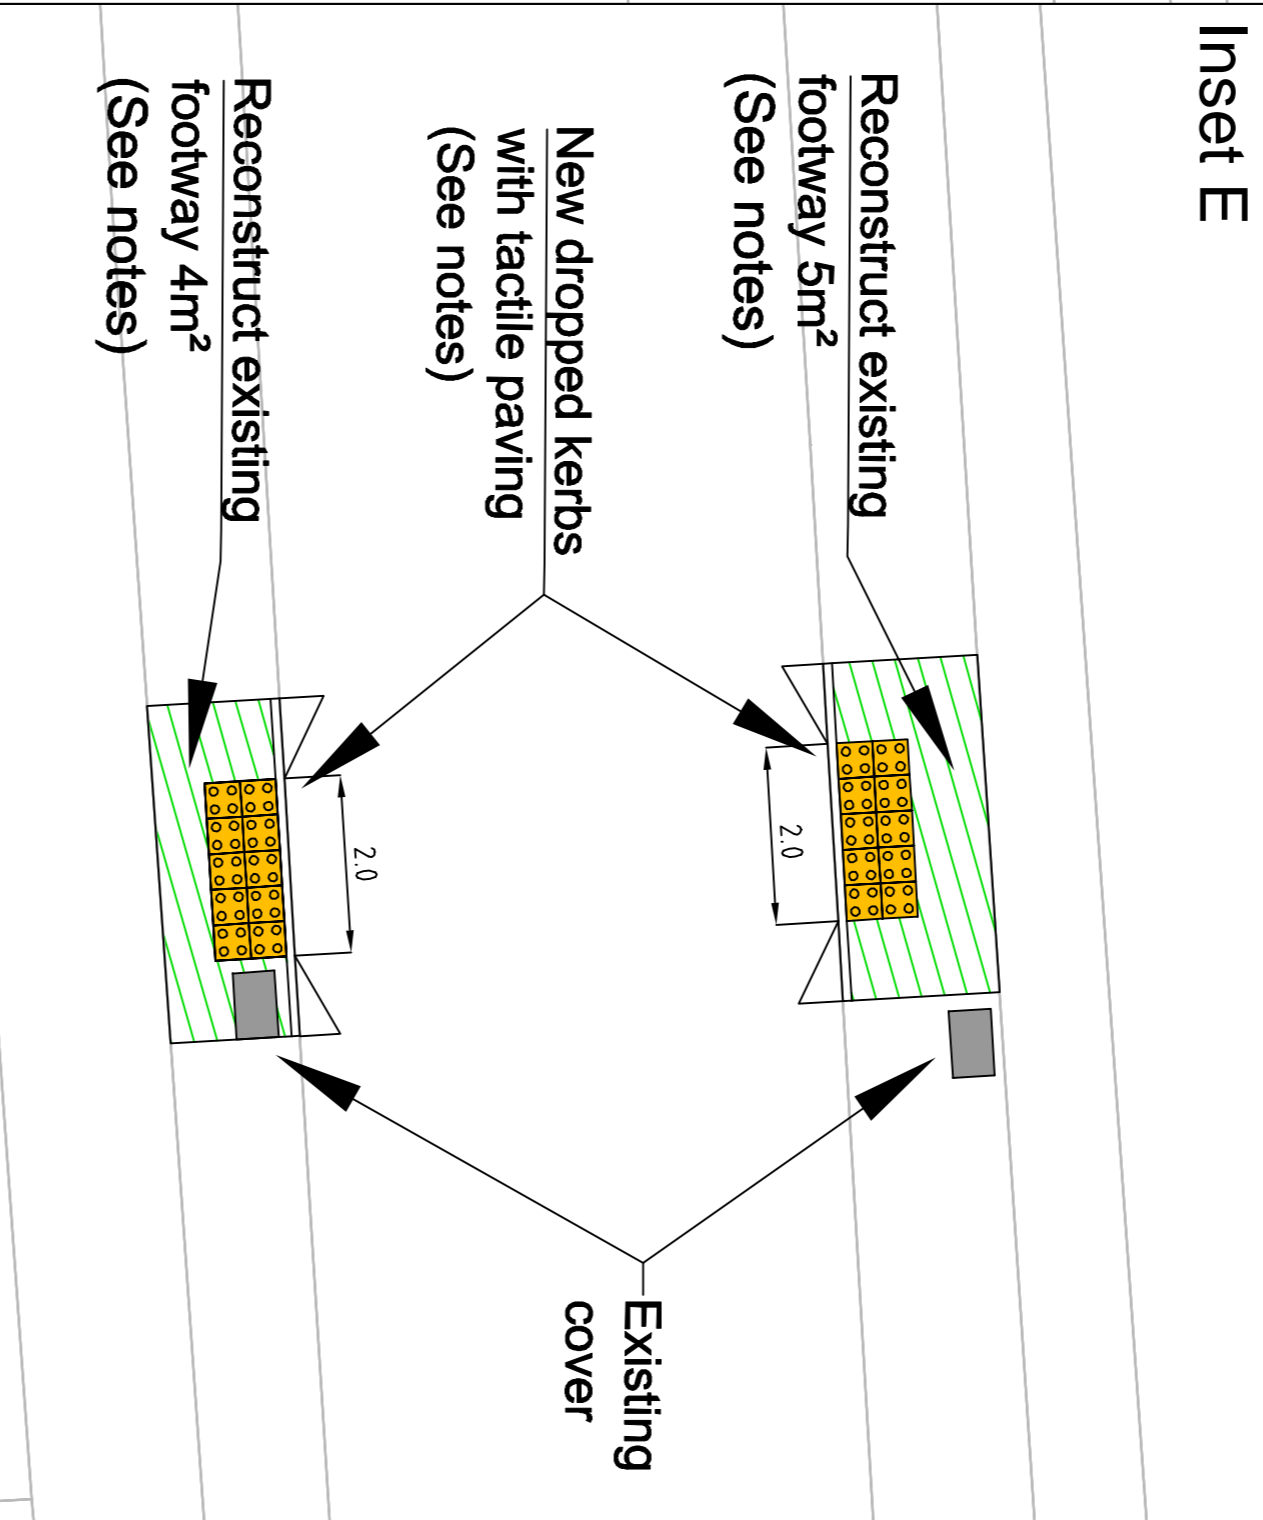 Inset E
Reconstruct existing
footway 5m²
(See notes)
2.0
New dropped kerbs
with tactile paving
(See notes)
Existing
cover
2.0
Reconstruct existing
footway 4m²
(See notes)